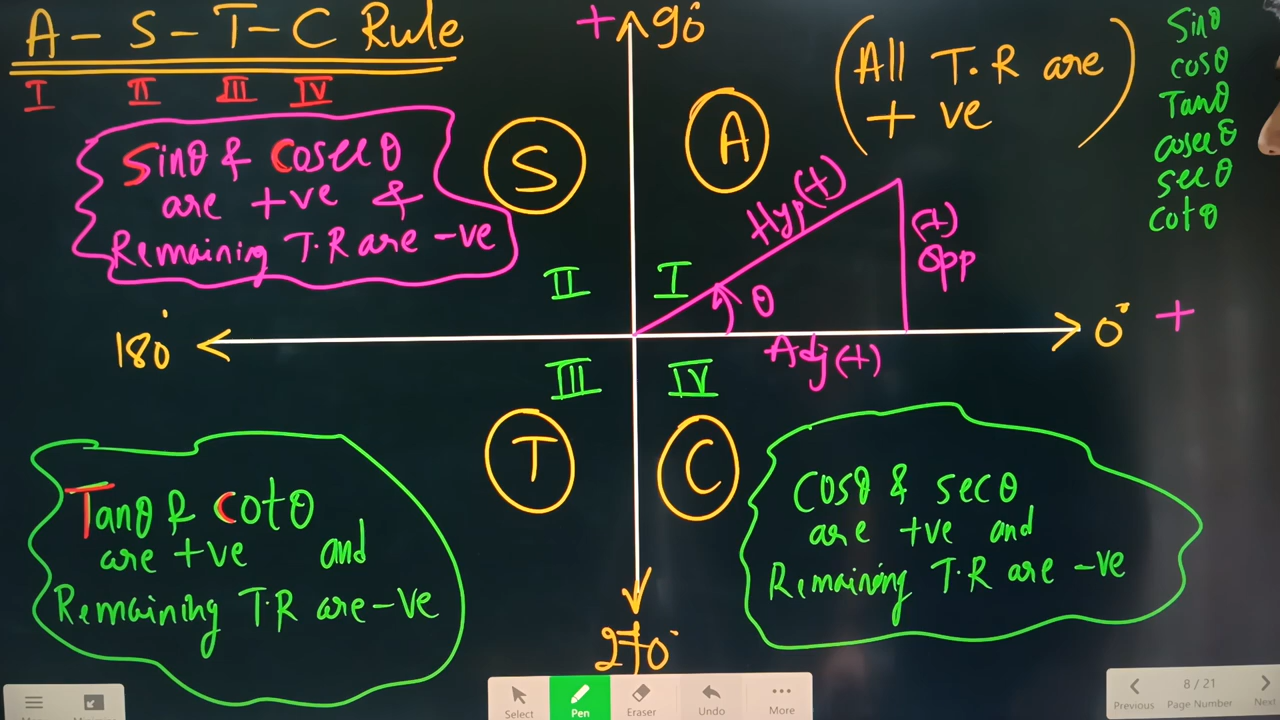 A - S - T - C Rule
I II III IV
Sinθ & Cosec θ
are +ve &
Remaining T.R are -ve
S
A
+
90°
(All T.R are
+ ve)
Sinθ
cosθ
Tanθ
cosecθ
secθ
cotθ
Hyp(+)
(+)
opp
θ
Adj(+)
II
I
180°
0°
+
III
IV
T
C
Tanθ & Cotθ
are +ve and
Remaining T.R are -ve
Cosθ & secθ
are +ve and
Remaining T.R are -ve
270°
Select
Pen
Eraser
Undo
More
8 / 21
Previous
Page Number
Next